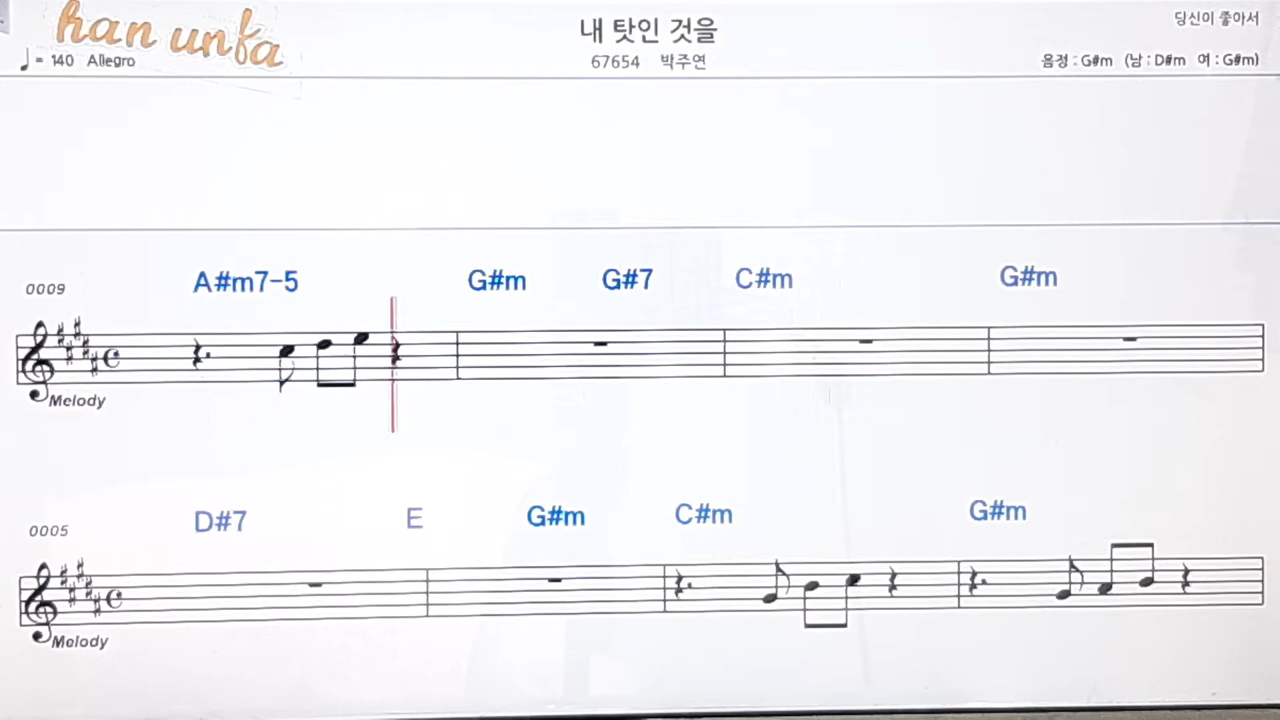 han unfa
내 탓인 것을
딩신이 좋아서
♩= 140 Allegro
67654 박주연
음정 : G#m (남 : D#m 여 : G#m)
A#m7-5 G#m G#7 C#m G#m
0009
Melody
D#7 E G#m C#m G#m
0005
Melody